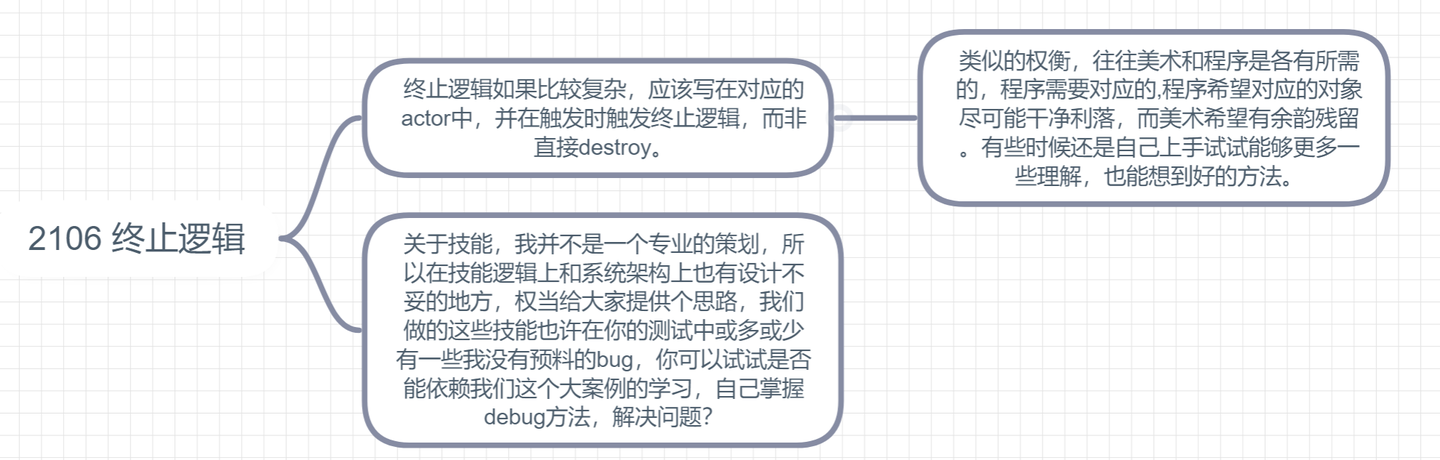 2106 终止逻辑
终止逻辑如果比较复杂，应该写在对应的
actor中，并在触发时触发终止逻辑，而非
直接destroy。
类似的权衡，往往美术和程序是各有所需
的，程序需要对应的,程序希望对应的对象
尽可能干净利落，而美术希望有余韵残留
。有些时候还是自己上手试试能够更多一
些理解，也能想到好的方法。
关于技能，我并不是一个专业的策划，所
以在技能逻辑上和系统架构上也有设计不
妥的地方，权当给大家提供个思路，我们
做的这些技能也许在你的测试中或多或少
有一些我没有预料的bug，你可以试试是否
能依赖我们这个大案例的学习，自己掌握
debug方法，解决问题？